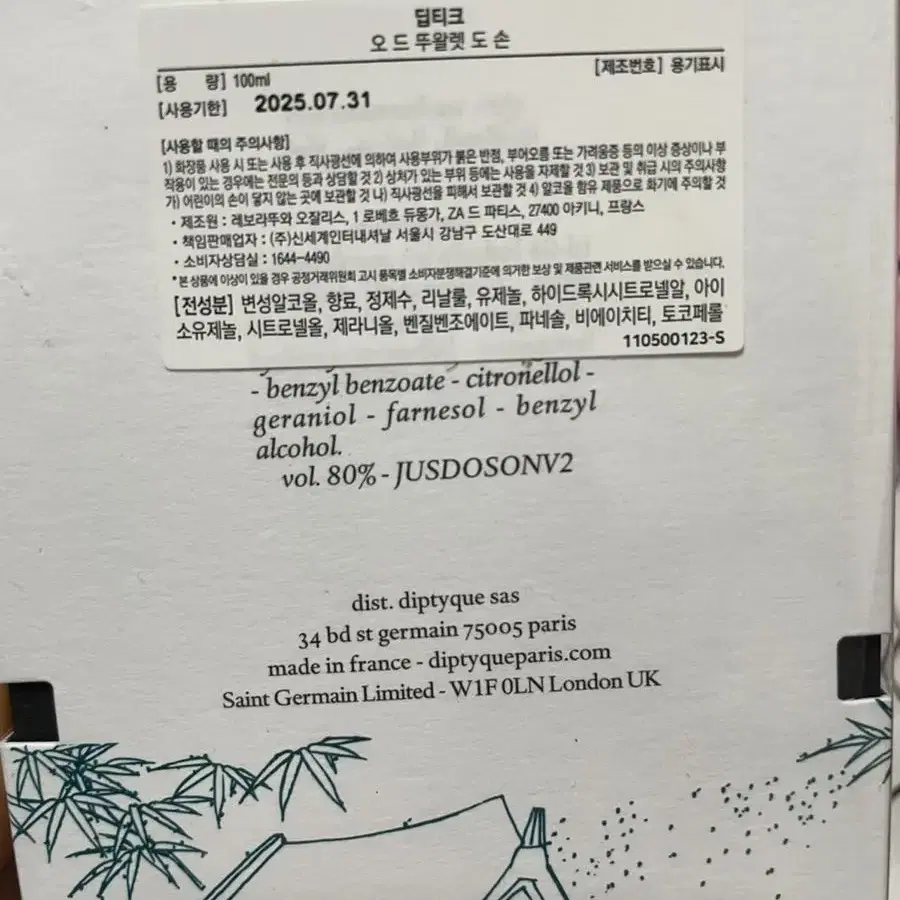 딥티크
오 드 뚜왈렛 도 손
[용 량] 100ml
[제조번호] 용기표시
[사용기한] 2025.07.31
[사용할 때의 주의사항]
1) 화장품 사용 시 또는 사용 후 직사광선에 의하여 사용부위가 붉은 반점, 부어오름 또는 가려움증 등의 이상 증상이나 부
작용이 있는 경우에는 전문의 등과 상담할 것 2) 상처가 있는 부위 등에는 사용을 자제할 것 3) 보관 및 취급 시의 주의사항
가) 어린이의 손이 닿지 않는 곳에 보관할 것 나) 직사광선을 피해서 보관할 것 4) 알코올 함유 제품으로 화기에 주의할 것
• 제조원 : 레보라뚜와 오잘리스, 1 로베흐 듀몽가, ZA 드 파티스, 27400 아키니, 프랑스
• 책임판매업자 : (주)신세계인터내셔날 서울시 강남구 도산대로 449
• 소비자상담실 : 1644-4490
*본 상품에 이상이 있을 경우 공정거래위원회 고시 품목별 소비자분쟁해결기준에 의거한 보상 및 제품관련 서비스를 받으실 수 있습니다.
[전성분] 변성알코올, 향료, 정제수, 리날룰, 유제놀, 하이드록시시트로넬알, 아이
소유제놀, 시트로넬올, 제라니올, 벤질벤조에이트, 파네솔, 비에이치티, 토코페롤
110500123-S
- benzyl benzoate - citronellol -
geraniol - farnesol - benzyl
alcohol.
vol. 80% - JUSDOSONV2
dist. diptyque sas
34 bd st germain 75005 paris
made in france - diptyqueparis.com
Saint Germain Limited - W1F 0LN London UK